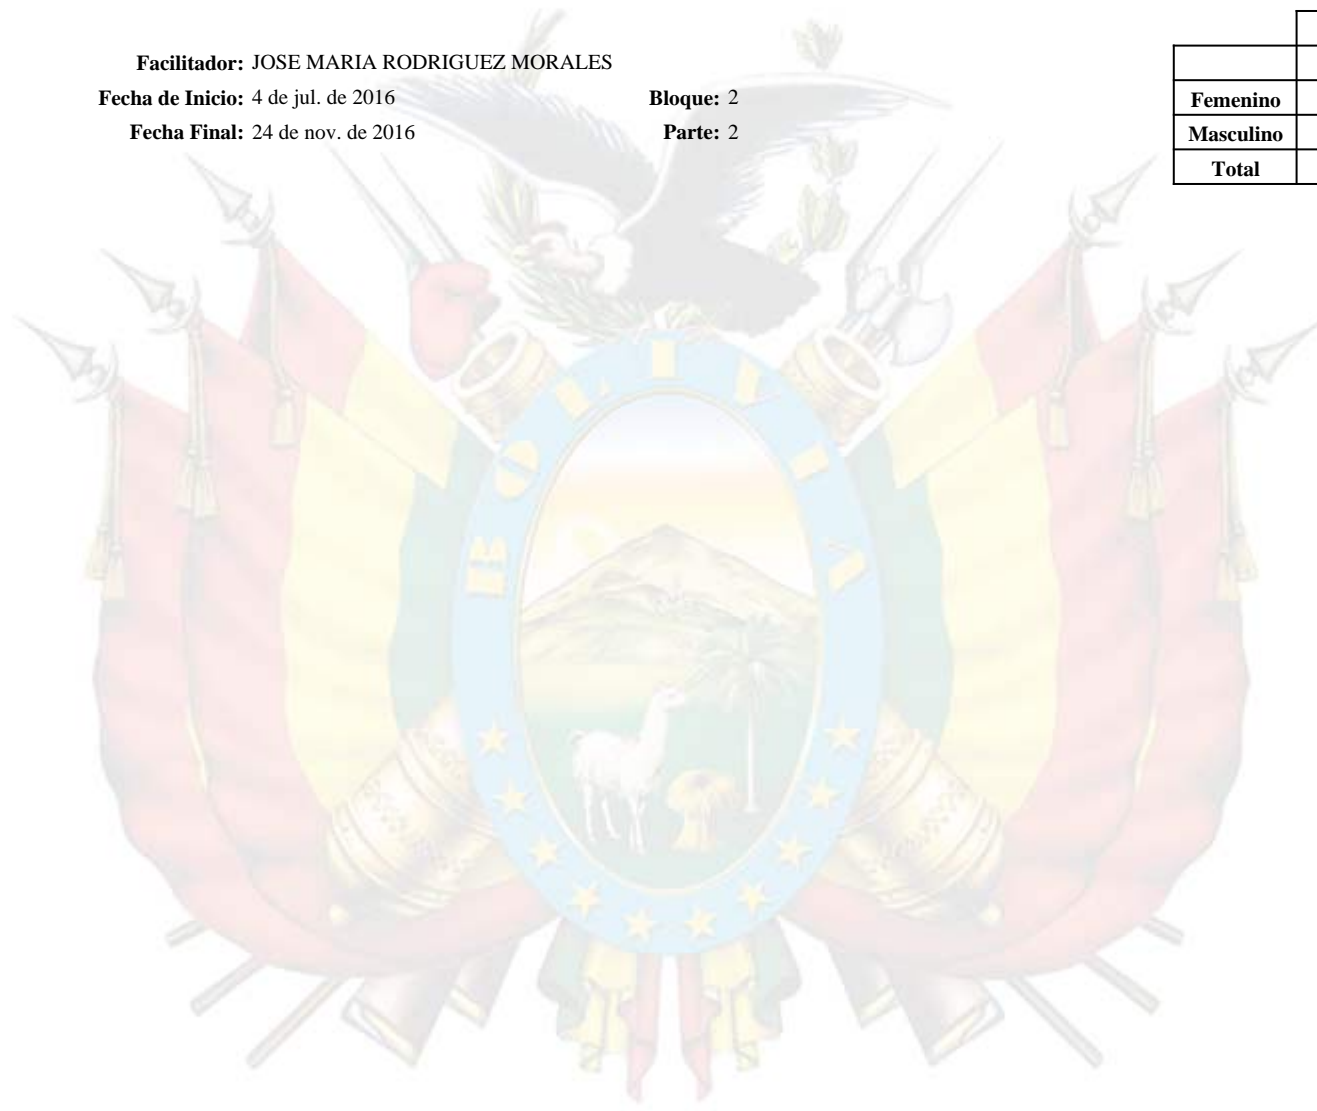 Facilitador: JOSE MARIA RODRIGUEZ MORALES
Fecha de Inicio: 4 de jul. de 2016 Bloque: 2
Fecha Final: 24 de nov. de 2016 Parte: 2
Femenino
Masculino
Total
BOLIVIA